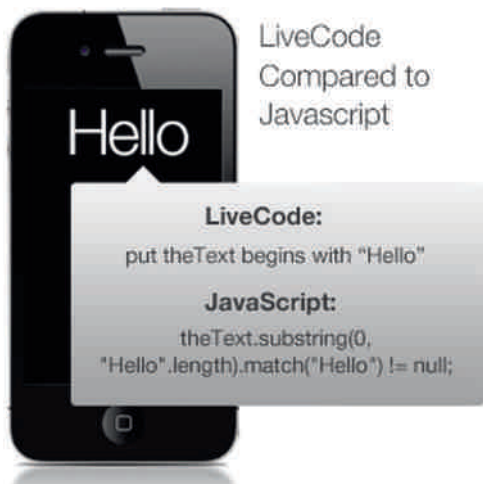 LiveCode
Compared to
Javascript
Hello
LiveCode:
put theText begins with “Hello”
JavaScript:
theText.substring(0,
"Hello".length).match("Hello") != null;